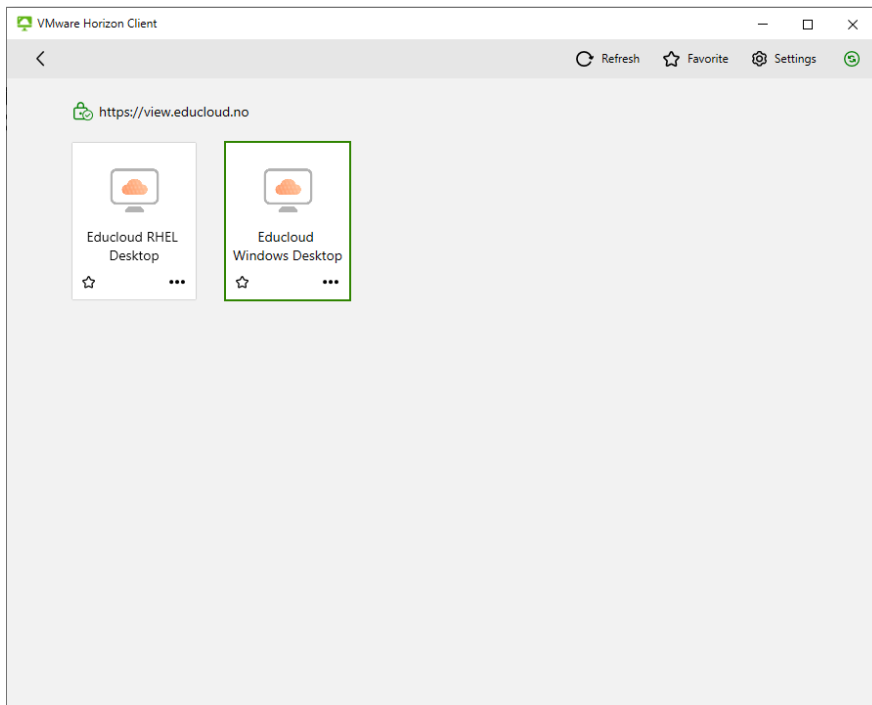 VMware Horizon Client
Refresh Favorite Settings
https://view.educloud.no
Educloud RHEL
Desktop
Educloud
Windows Desktop